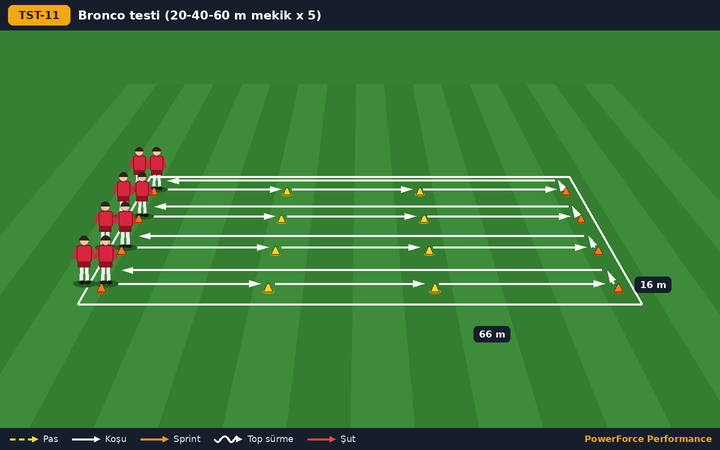 TST-11 Bronco testi (20-40-60 m mekik x 5)
16 m
66 m
Pas Koşu Sprint Top sürme Şut PowerForce Performance